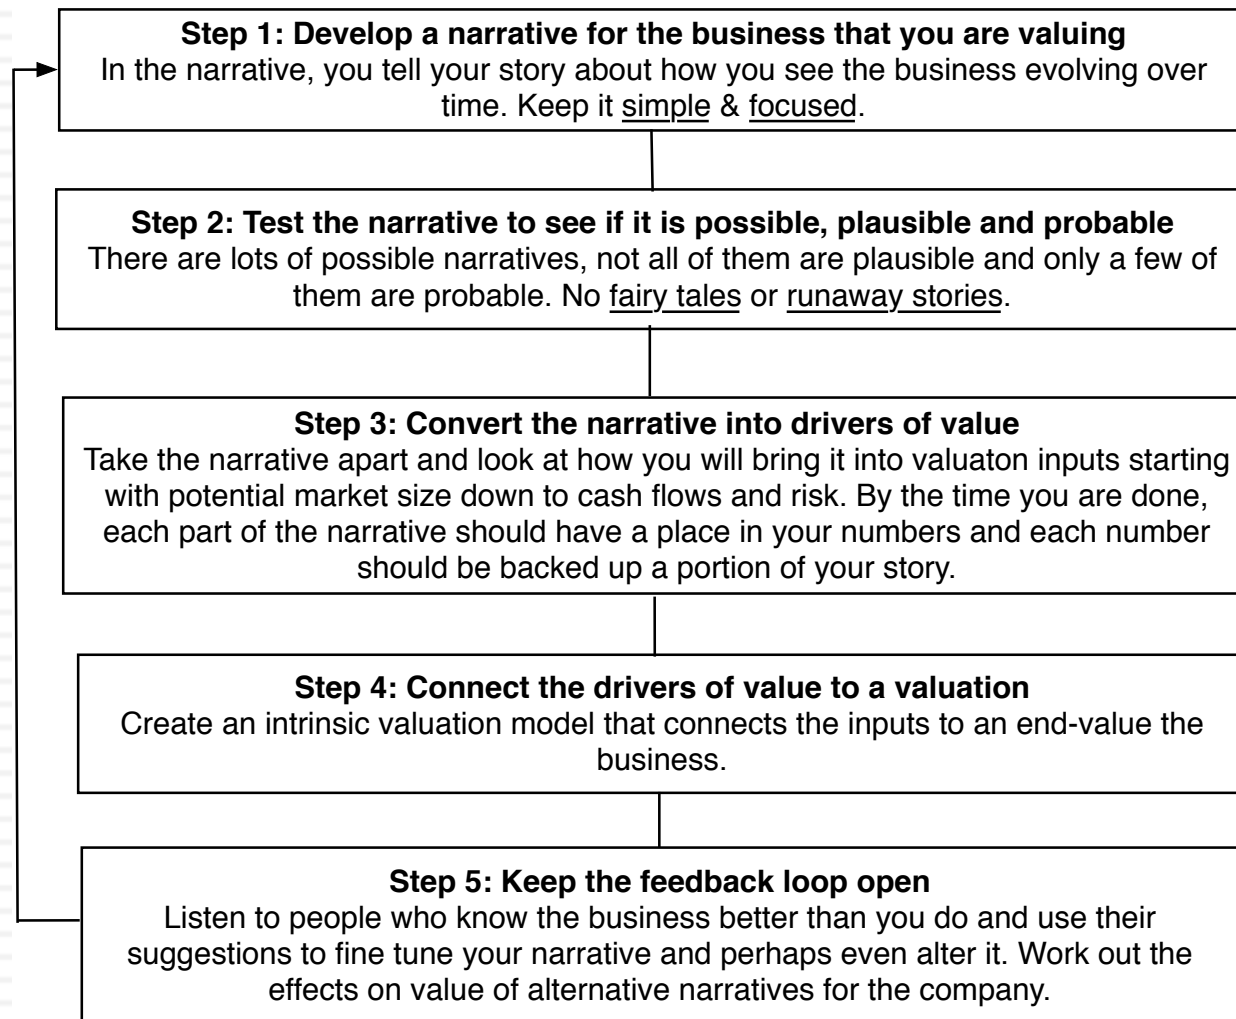 Step 1: Develop a narrative for the business that you are valuing
In the narrative, you tell your story about how you see the business evolving over
time. Keep it simple & focused.
Step 2: Test the narrative to see if it is possible, plausible and probable
There are lots of possible narratives, not all of them are plausible and only a few of
them are probable. No fairy tales or runaway stories.
Step 3: Convert the narrative into drivers of value
Take the narrative apart and look at how you will bring it into valuaton inputs starting
with potential market size down to cash flows and risk. By the time you are done,
each part of the narrative should have a place in your numbers and each number
should be backed up a portion of your story.
Step 4: Connect the drivers of value to a valuation
Create an intrinsic valuation model that connects the inputs to an end-value the
business.
Step 5: Keep the feedback loop open
Listen to people who know the business better than you do and use their
suggestions to fine tune your narrative and perhaps even alter it. Work out the
effects on value of alternative narratives for the company.